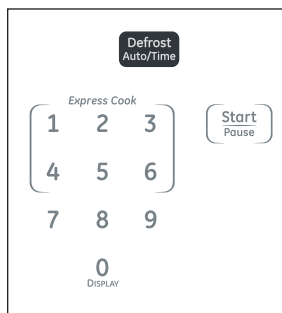 Defrost
Auto/Time
Express Cook
1 2 3
Start
Pause
4 5 6
7 8 9
0
DISPLAY